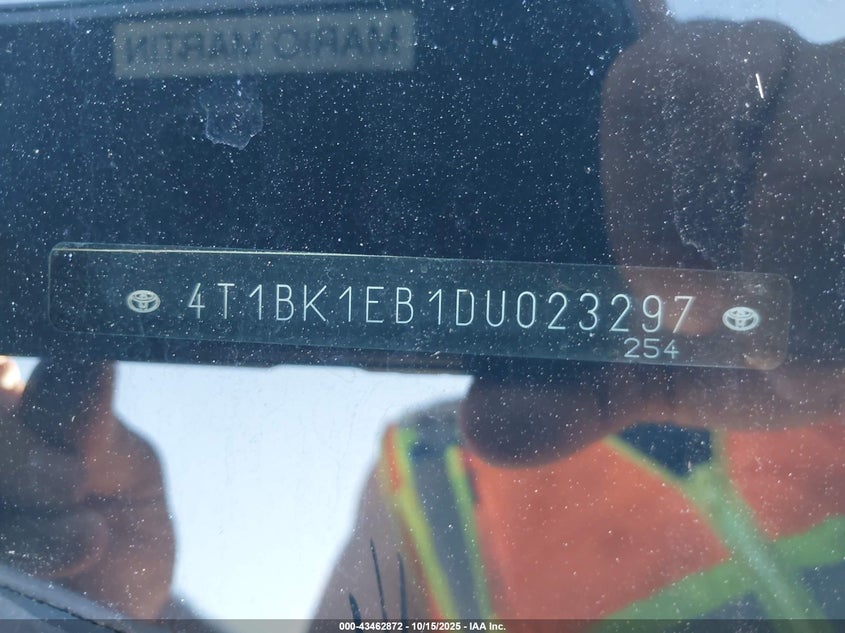 MARIO MARTIN
4T1BK1EB1DU023297
254
000-43462872 - 10/15/2025 - IAA Inc.